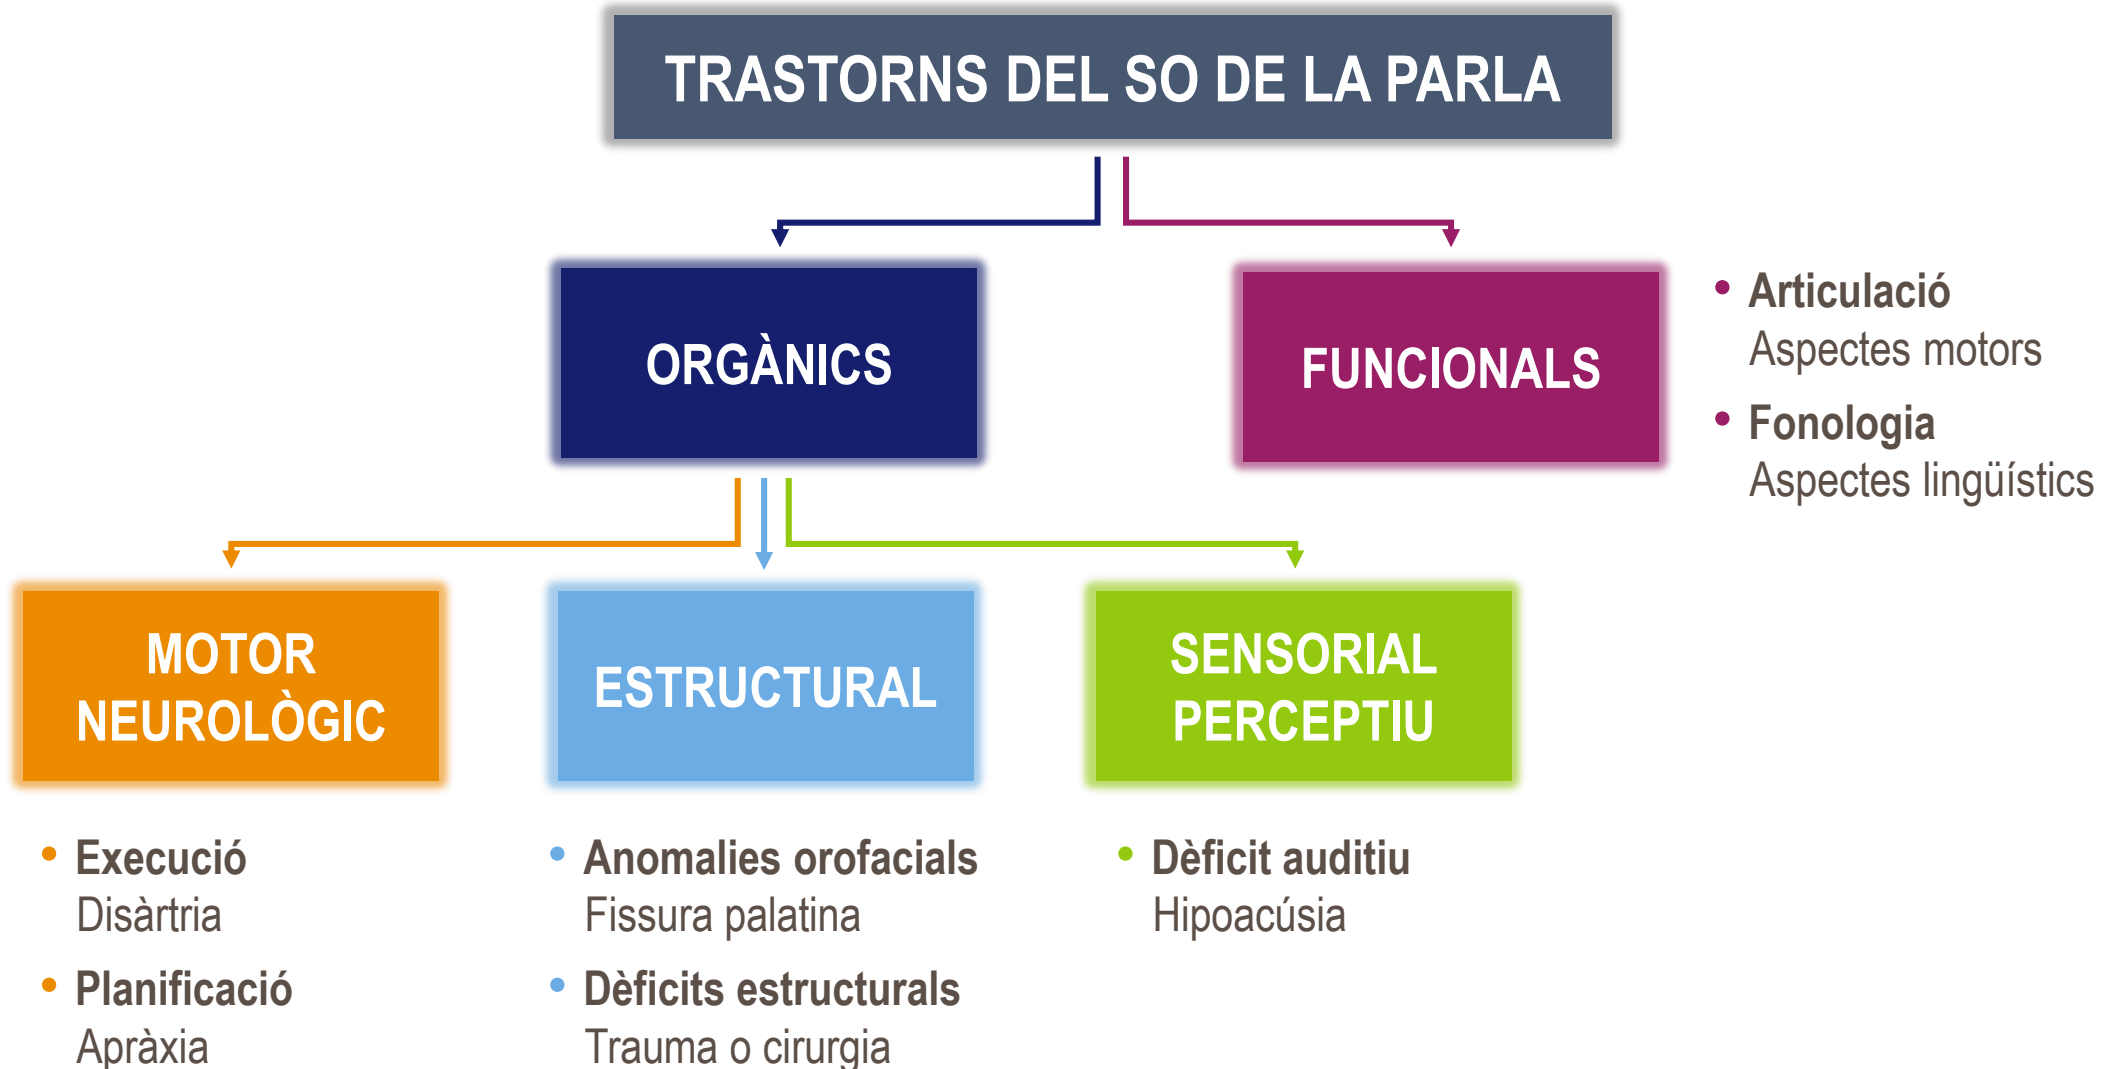 TRASTORNS DEL SO DE LA PARLA
ORGÀNICS
FUNCIONALS
• Articulació
Aspectes motors
• Fonologia
Aspectes lingüístics
MOTOR
NEUROLÒGIC
ESTRUCTURAL
SENSORIAL
PERCEPTIU
• Execució
Disàrtria
• Planificació
Apràxia
• Anomalies orofacials
Fissura palatina
• Dèficits estructurals
Trauma o cirurgia
• Dèficit auditiu
Hipoacúsia